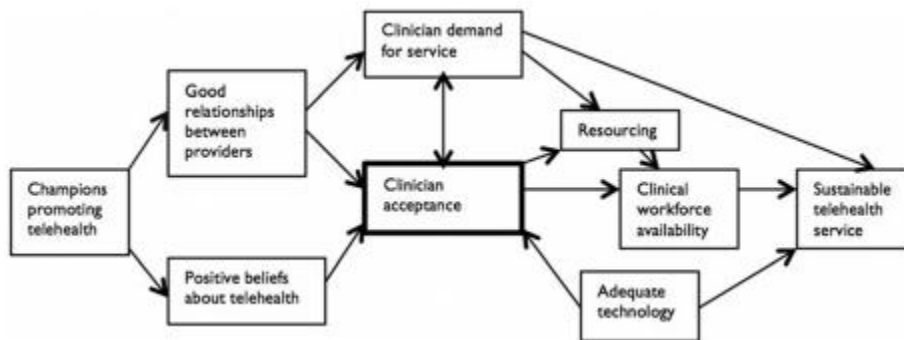 Clinician demand
for service
Good
relationships
between
providers
Resourcing
Champions
promoting
telehealth
Clinician
acceptance
Clinical
workforce
availability
Sustainable
telehealth
service
Positive beliefs
about telehealth
Adequate
technology